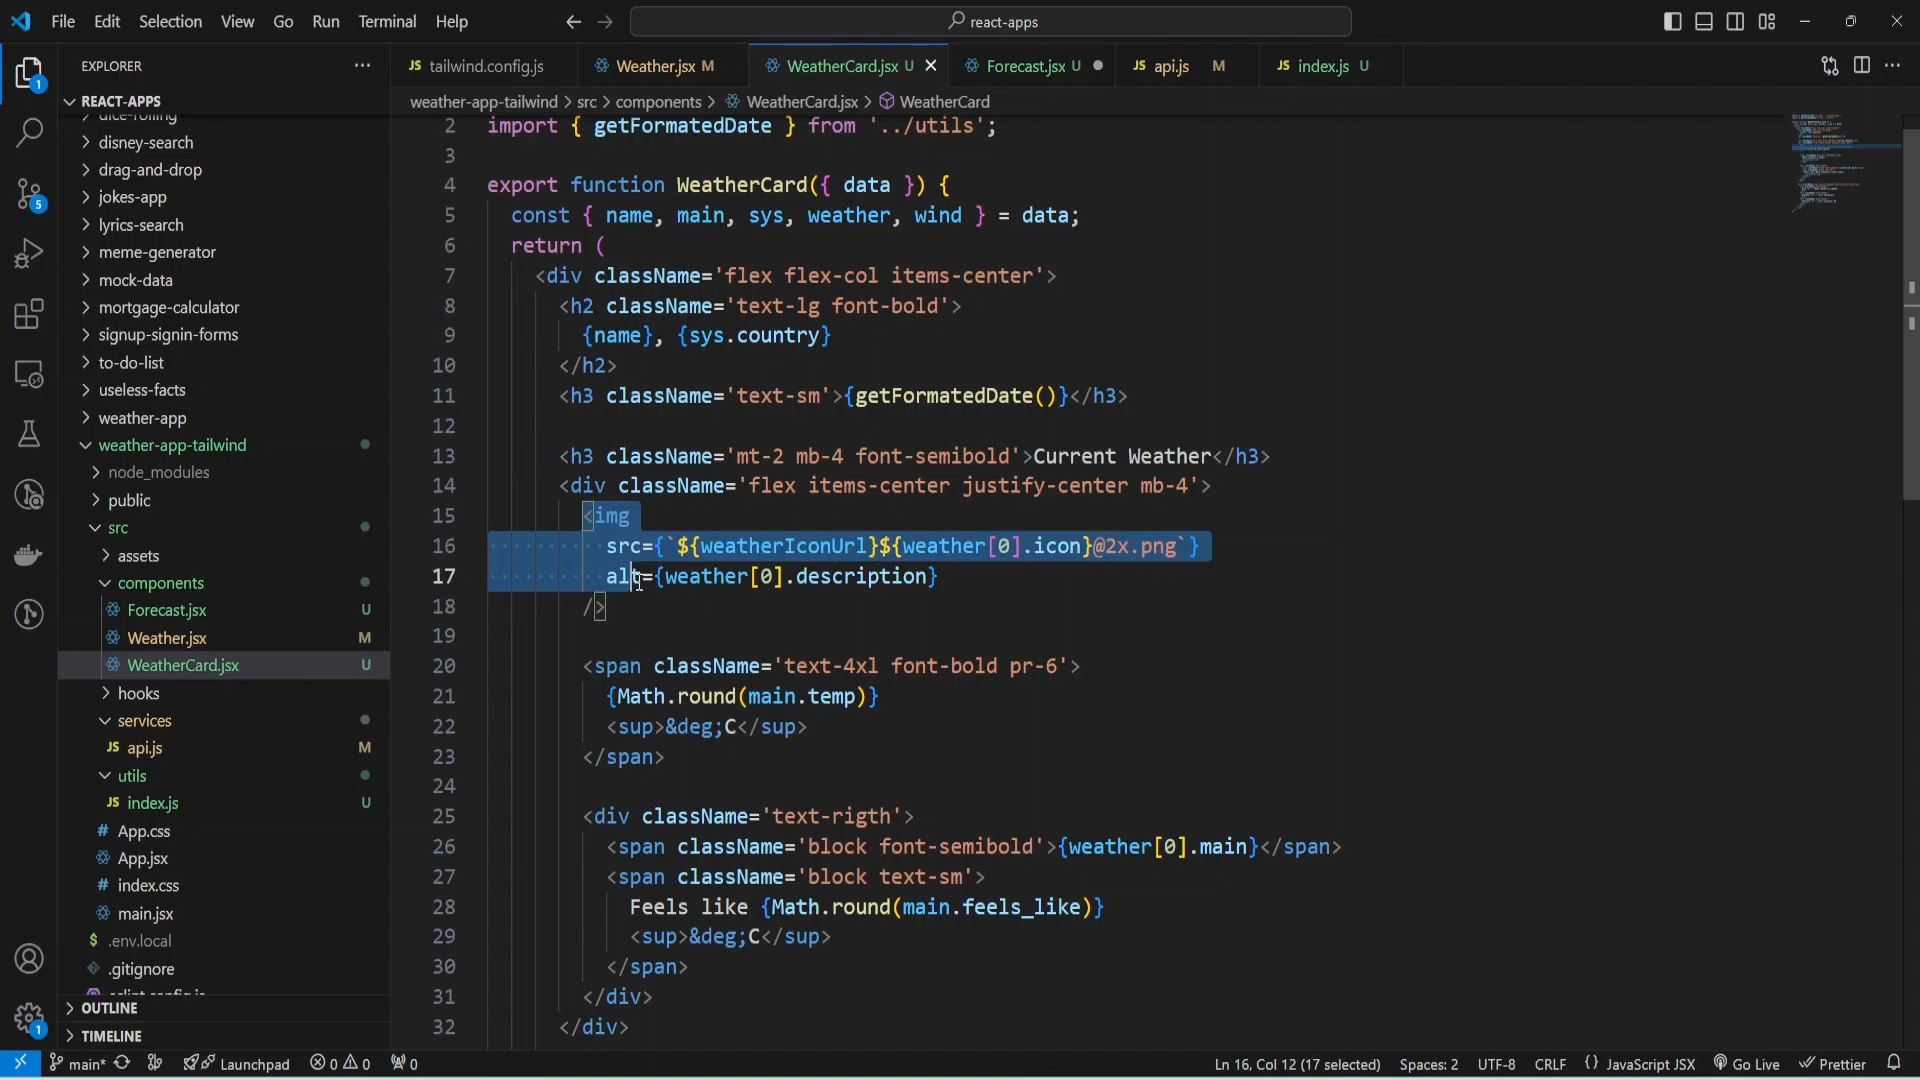 File Edit Selection View Go Run Terminal Help
react-apps
EXPLORER
REACT-APPS
dice-rolling
disney-search
drag-and-drop
jokes-app
lyrics-search
meme-generator
mock-data
mortgage-calculator
signup-signin-forms
to-do-list
useless-facts
weather-app
weather-app-tailwind
node_modules
public
src
assets
components
Forecast.jsx U
Weather.jsx M
WeatherCard.jsx U
hooks
services
JS api.js M
utils
JS index.js U
# App.css
App.jsx
# index.css
main.jsx
$ .env.local
.gitignore
OUTLINE
TIMELINE
1
5
1
JS tailwind.config.js
Weather.jsx M
WeatherCard.jsx U
Forecast.jsx U
JS api.js M
JS index.js U
weather-app-tailwind > src > components > WeatherCard.jsx > WeatherCard
2 import { getFormatedDate } from '../utils';
3
4 export function WeatherCard({ data }) {
5 const { name, main, sys, weather, wind } = data;
6 return (
7 <div className='flex flex-col items-center'>
8 <h2 className='text-lg font-bold'>
9 {name}, {sys.country}
10 </h2>
11 <h3 className='text-sm'>{getFormatedDate()}</h3>
12
13 <h3 className='mt-2 mb-4 font-semibold'>Current Weather</h3>
14 <div className='flex items-center justify-center mb-4'>
15 <img
16 src={`${weatherIconUrl}${weather[0].icon}@2x.png`}
17 alt={weather[0].description}
18 />
19
20 <span className='text-4xl font-bold pr-6'>
21 {Math.round(main.temp)}
22 <sup>&deg;C</sup>
23 </span>
24
25 <div className='text-rigth'>
26 <span className='block font-semibold'>{weather[0].main}</span>
27 <span className='block text-sm'>
28 Feels like {Math.round(main.feels_like)}
29 <sup>&deg;C</sup>
30 </span>
31 </div>
32 </div>
main* Launchpad 0 0 0
Ln 16, Col 12 (17 selected) Spaces: 2 UTF-8 CRLF {} JavaScript JSX Go Live Prettier